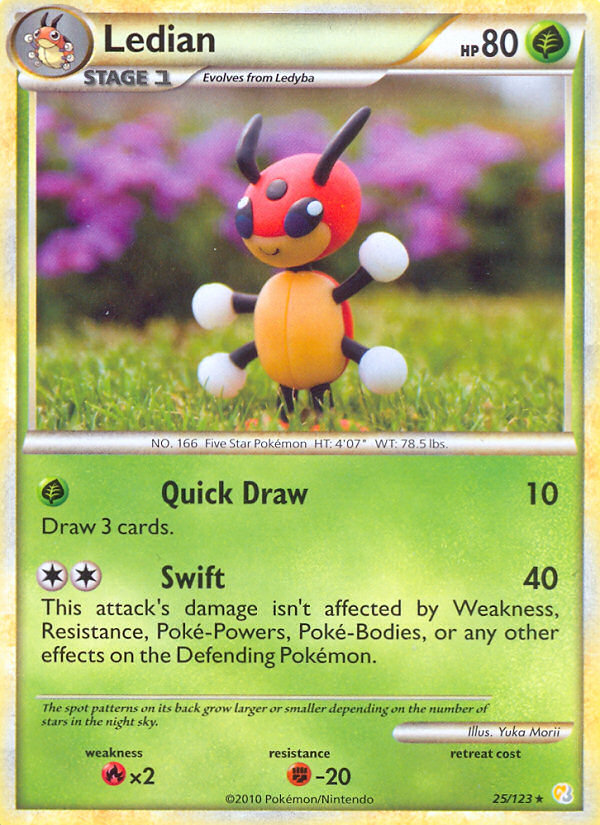 Ledian
HP 80
STAGE 1
Evolves from Ledyba
NO. 166 Five Star Pokémon HT: 4'07" WT: 78.5 lbs.
Quick Draw 10
Draw 3 cards.
Swift 40
This attack's damage isn't affected by Weakness,
Resistance, Poké-Powers, Poké-Bodies, or any other
effects on the Defending Pokémon.
The spot patterns on its back grow larger or smaller depending on the number of
stars in the night sky.
Illus. Yuka Morii
weakness resistance retreat cost
×2 -20
©2010 Pokémon/Nintendo 25/123 ★